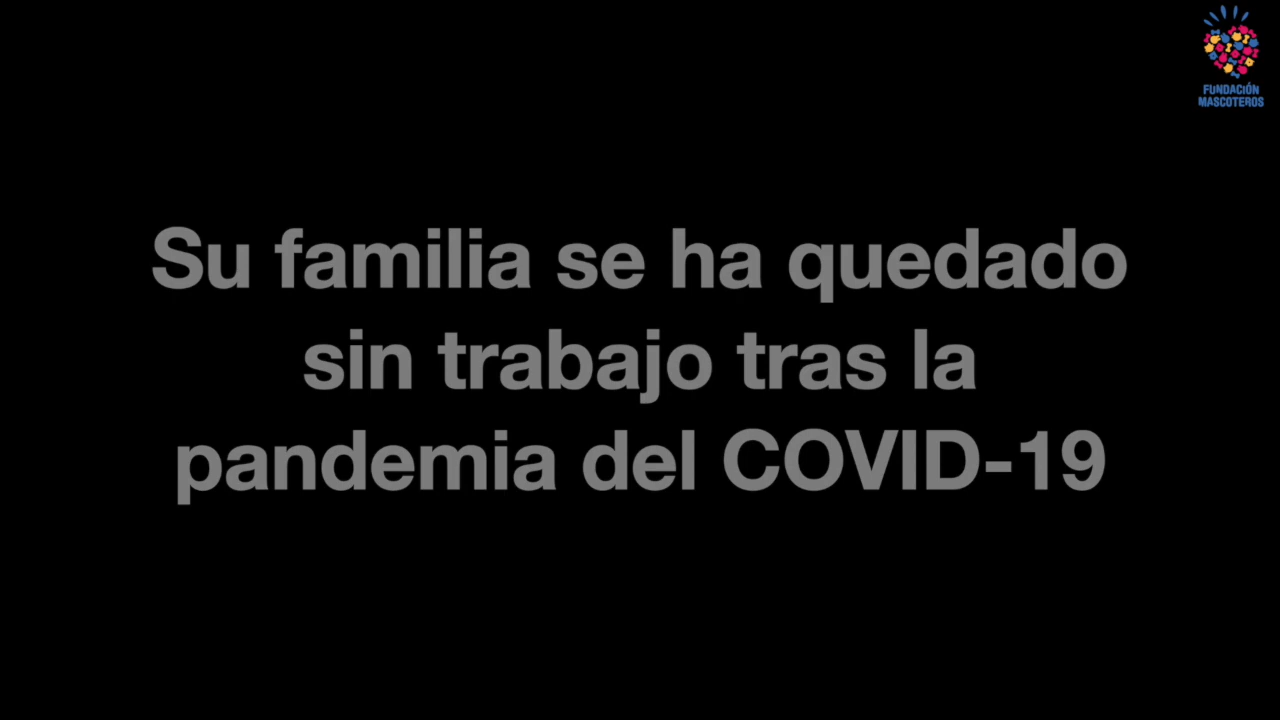 FUNDACIÓN
MASCOTEROS
Su familia se ha quedado
sin trabajo tras la
pandemia del COVID-19